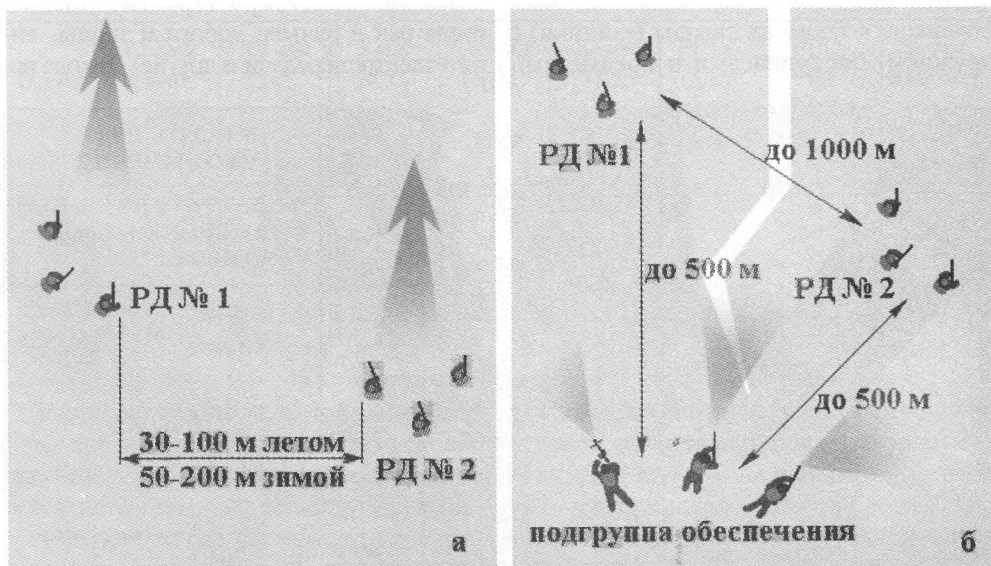 РД № 1
30-100 м летом
50-200 м зимой
РД № 2
а
РД №1
до 1000 м
до 500 м
РД № 2
до 500 м
подгруппа обеспечения
б